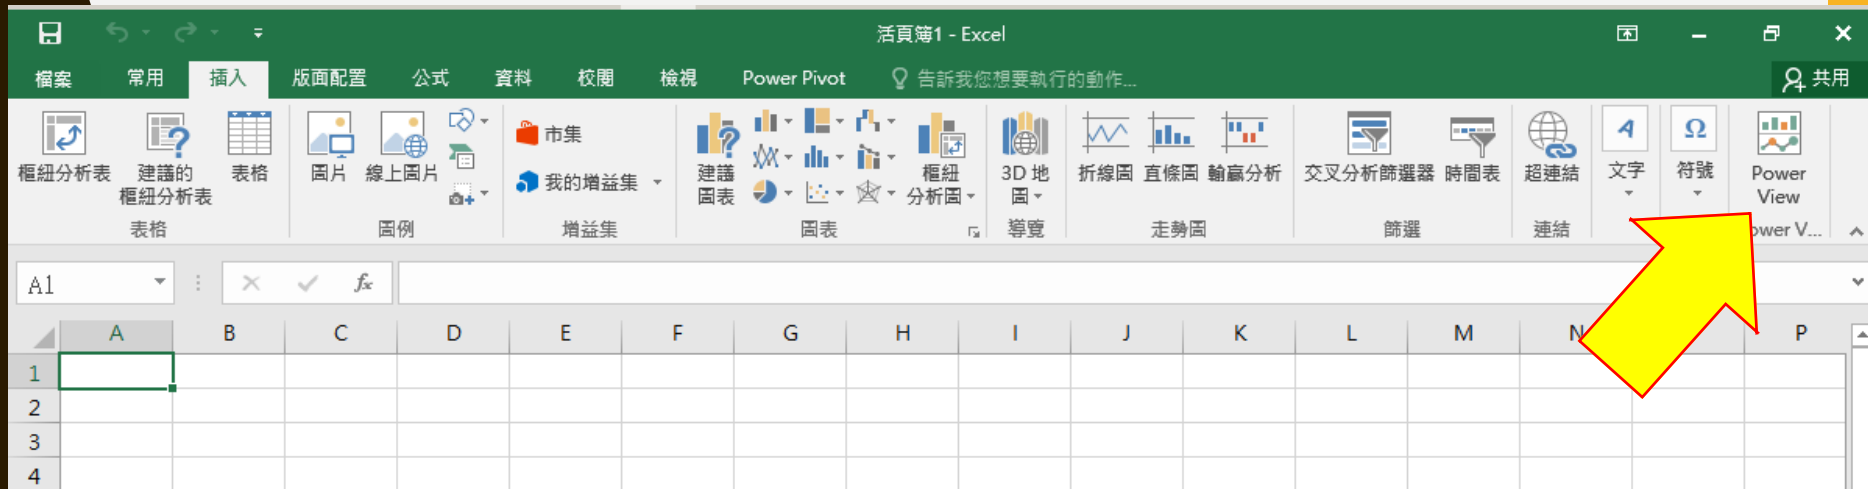 活頁簿1 - Excel
檔案 常用 插入 版面配置 公式 資料 校閱 檢視 Power Pivot 告訴我您想要執行的動作... 共用
市集
樞紐分析表 建議的 表格 圖片 線上圖片 我的增益集 建議 樞紐 3D 地 折線圖 直條圖 輸贏分析 交叉分析篩選器 時間表 超連結 文字 符號 Power
樞紐分析表 圖表 分析圖 圖 View
表格 圖例 增益集 圖表 導覽 走勢圖 篩選 連結 ower V...
A1 fx
A B C D E F G H I J K L M N P
1
2
3
4